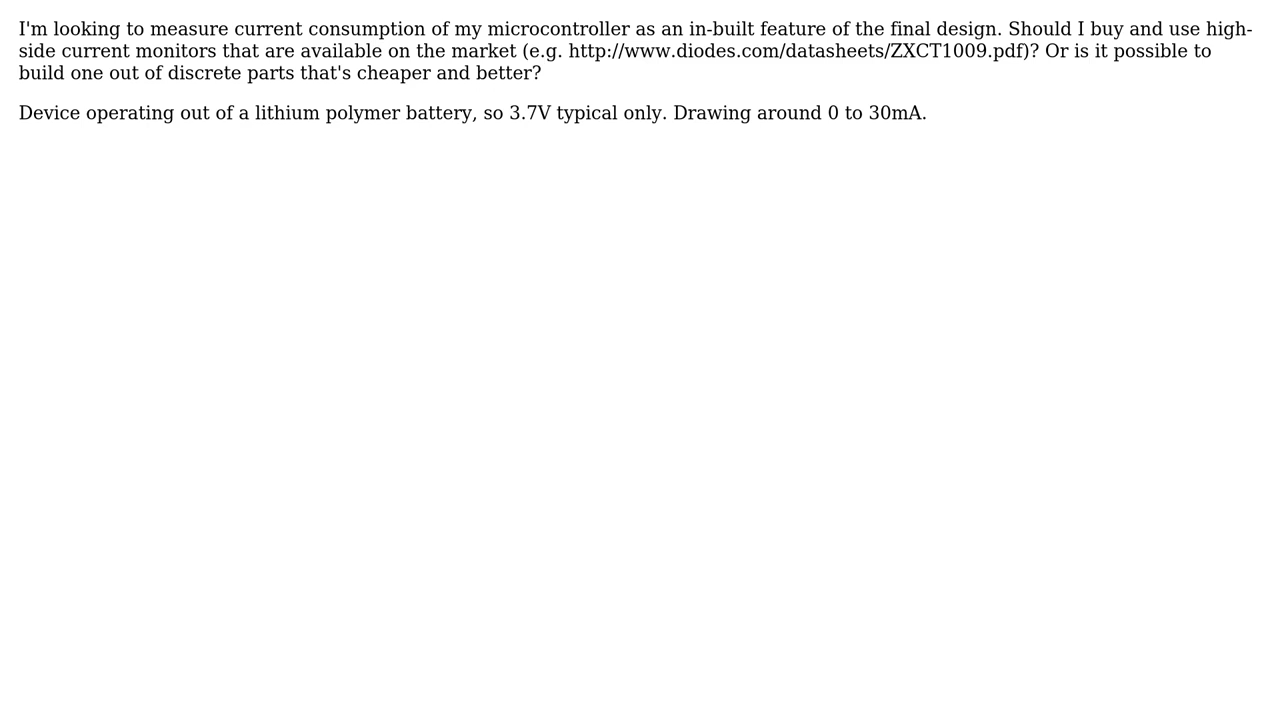 I'm looking to measure current consumption of my microcontroller as an in-built feature of the final design. Should I buy and use high-
side current monitors that are available on the market (e.g. http://www.diodes.com/datasheets/ZXCT1009.pdf)? Or is it possible to
build one out of discrete parts that's cheaper and better?
Device operating out of a lithium polymer battery, so 3.7V typical only. Drawing around 0 to 30mA.